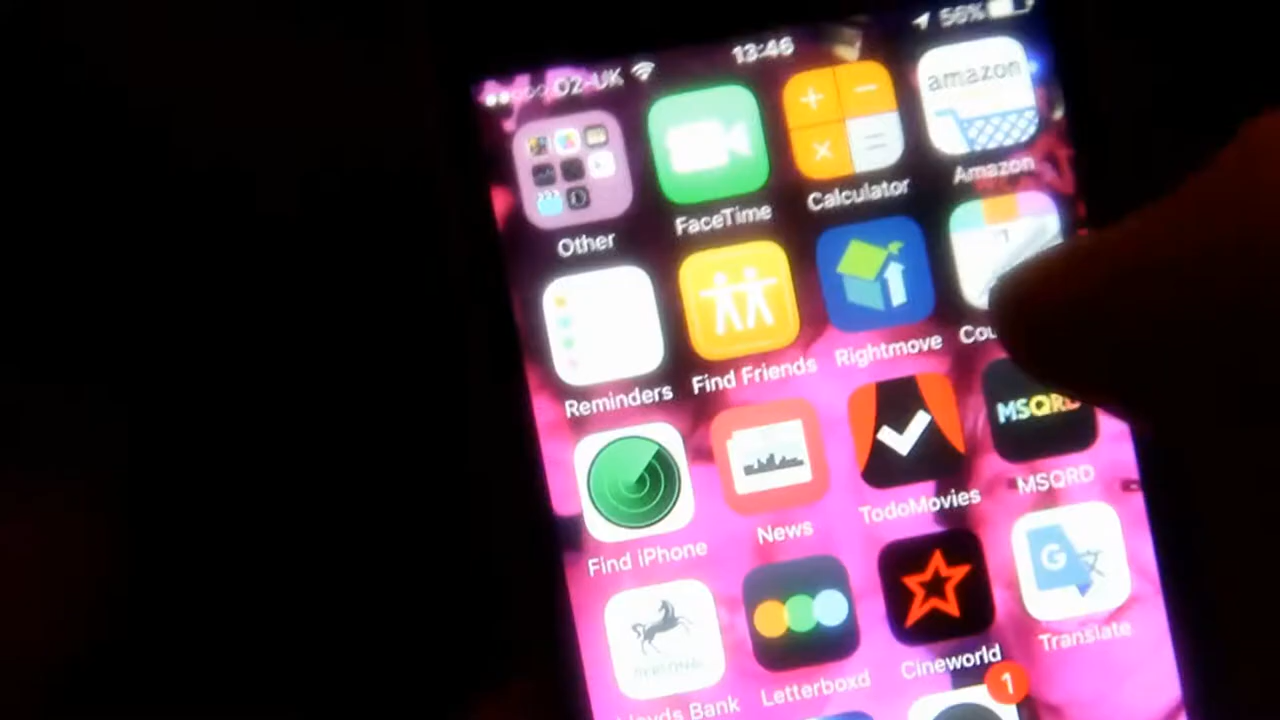 O2-UK 13:46 56%
Other FaceTime Calculator Amazon
amazon
Reminders Find Friends Rightmove
Find iPhone News TodoMovies MSQRD
MSQRD
Bank Letterboxd Cineworld Translate
G
1